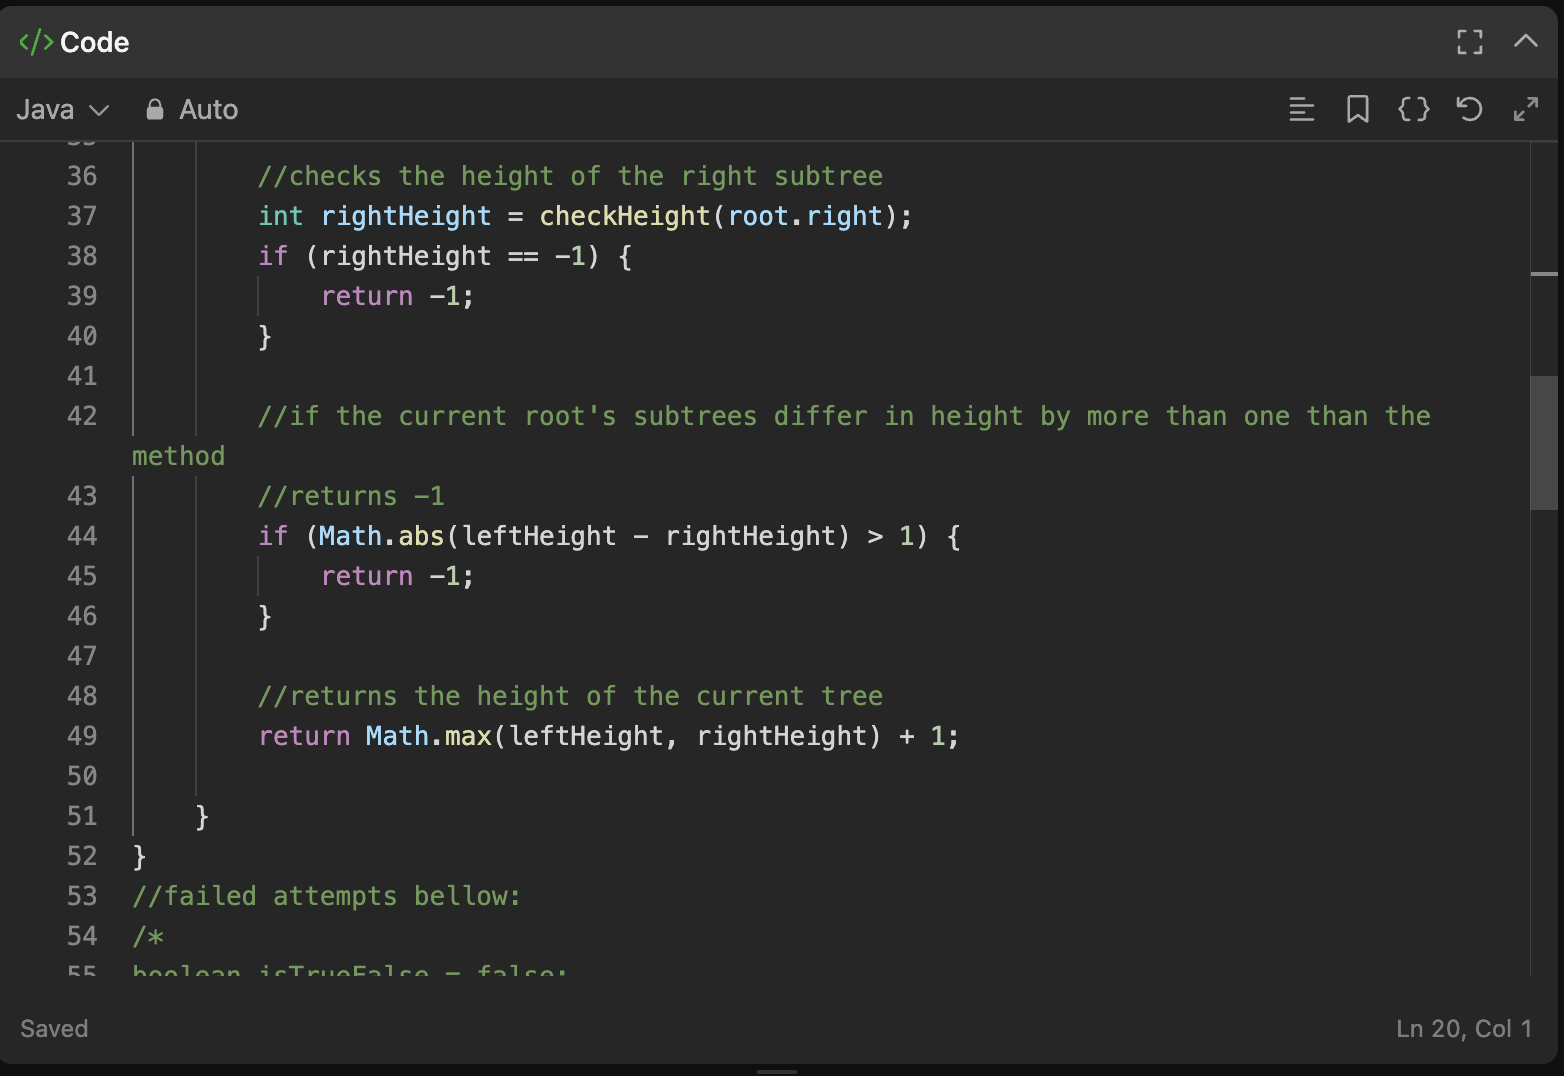 </> Code
Java Auto
36 //checks the height of the right subtree
37 int rightHeight = checkHeight(root.right);
38 if (rightHeight == -1) {
39 return -1;
40 }
41
42 //if the current root's subtrees differ in height by more than one than the
method
43 //returns -1
44 if (Math.abs(leftHeight - rightHeight) > 1) {
45 return -1;
46 }
47
48 //returns the height of the current tree
49 return Math.max(leftHeight, rightHeight) + 1;
50
51 }
52 }
53 //failed attempts bellow:
54 /*
55 boolean isTrueFalse = false;
Saved Ln 20, Col 1